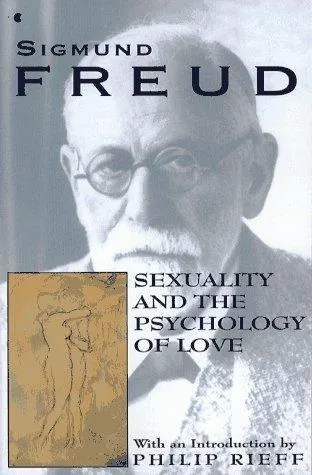 SIGMUND
FREUD
SEXUALITY
AND THE
PSYCHOLOGY
OF LOVE
With an Introduction by
PHILIP RIEFF